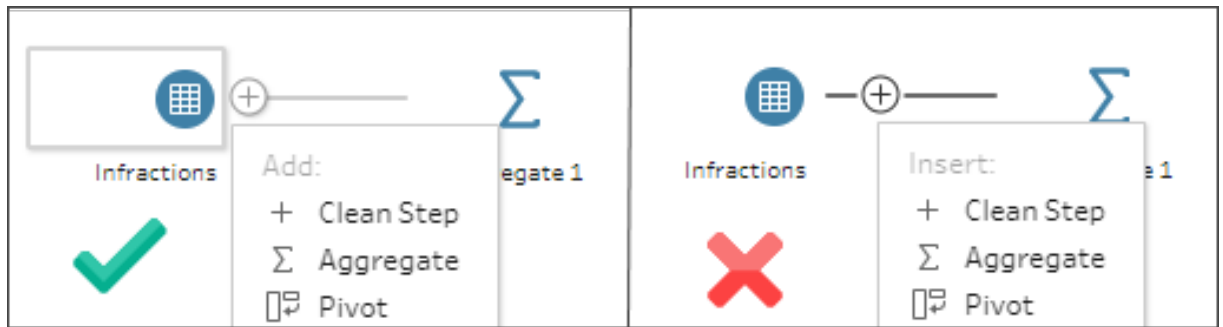 Infractions
Add:
egate 1
+ Clean Step
Σ Aggregate
Pivot
Infractions
Insert:
e 1
+ Clean Step
Σ Aggregate
Pivot